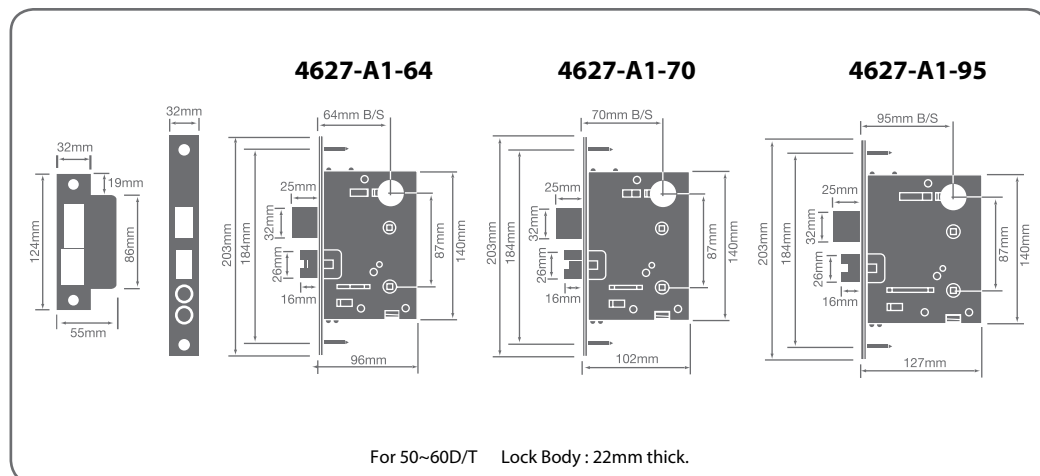 4627-A1-64
4627-A1-70
4627-A1-95
32mm
32mm
19mm
124mm
86mm
55mm
64mm B/S
25mm
32mm
26mm
16mm
203mm
184mm
87mm
140mm
96mm
70mm B/S
25mm
32mm
26mm
16mm
203mm
184mm
87mm
140mm
102mm
95mm B/S
25mm
32mm
26mm
16mm
203mm
184mm
87mm
140mm
127mm
For 50~60D/T Lock Body : 22mm thick.